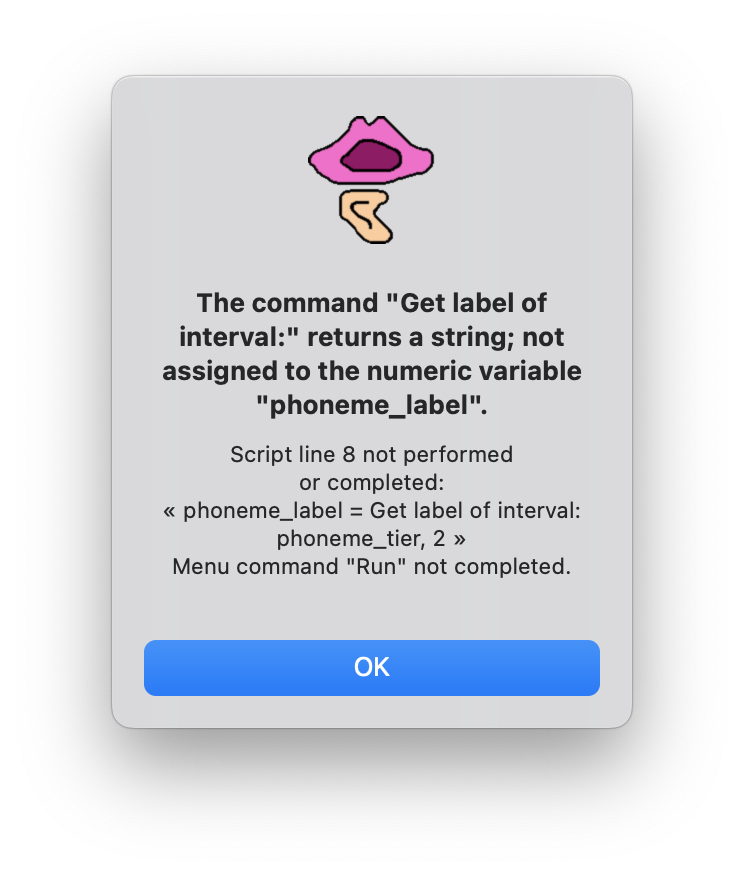 The command "Get label of
interval:" returns a string; not
assigned to the numeric variable
"phoneme_label".
Script line 8 not performed
or completed:
« phoneme_label = Get label of interval:
phoneme_tier, 2 »
Menu command "Run" not completed.
OK